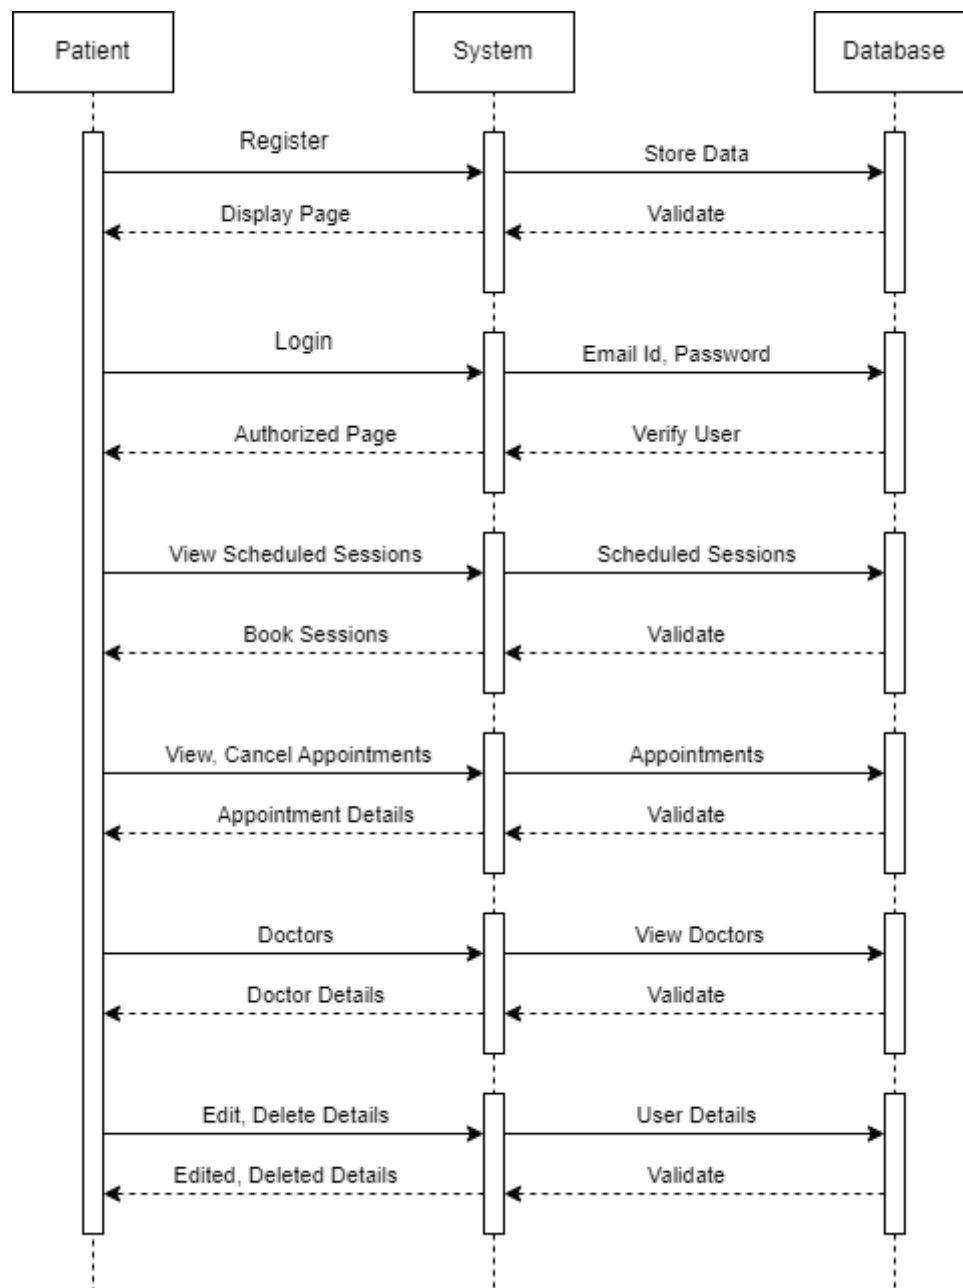 Patient
System
Database
Register
Store Data
Display Page
Validate
Login
Email Id, Password
Authorized Page
Verify User
View Scheduled Sessions
Scheduled Sessions
Book Sessions
Validate
View, Cancel Appointments
Appointments
Appointment Details
Validate
Doctors
View Doctors
Doctor Details
Validate
Edit, Delete Details
User Details
Edited, Deleted Details
Validate